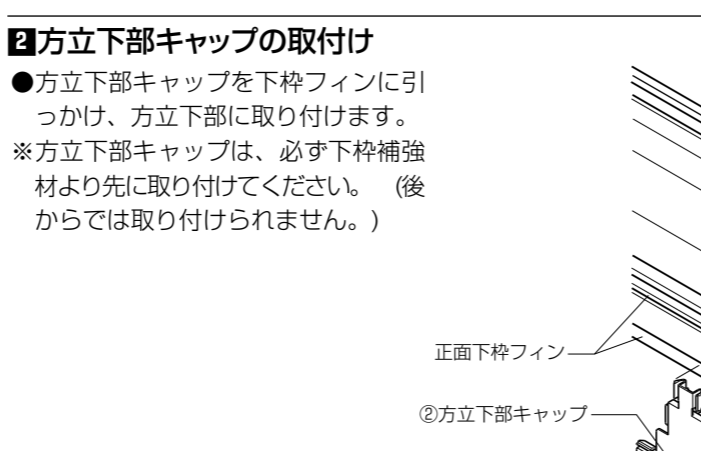 2方立下部キャップの取付け
●方立下部キャップを下枠フィンに引
っかけ、方立下部に取り付けます。
※方立下部キャップは、必ず下枠補強
材より先に取り付けてください。 (後
からでは取り付けられません。)
正面下枠フィン
②方立下部キャップ